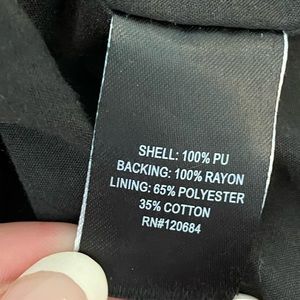 SHELL: 100% PU
BACKING: 100% RAYON
LINING: 65% POLYESTER
35% COTTON
RN#120684